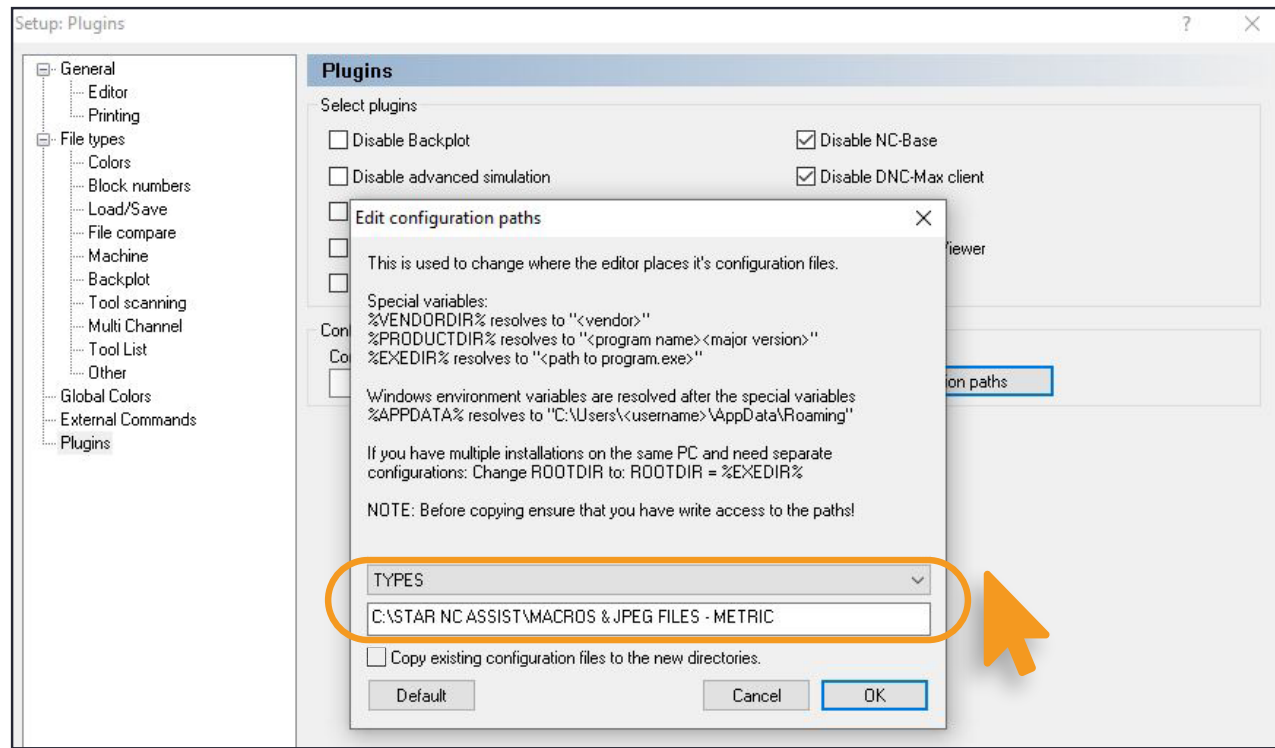 Setup: Plugins
?
General
Editor
Printing
File types
Colors
Block numbers
Load/Save
File compare
Machine
Backplot
Tool scanning
Multi Channel
Tool List
Other
Global Colors
External Commands
Plugins
Plugins
Select plugins
Disable Backplot
Disable NC-Base
Disable advanced simulation
Disable DNC-Max client
Edit configuration paths
This is used to change where the editor places it's configuration files.
Special variables:
%VENDORDIR% resolves to "<vendor>"
%PRODUCTDIR% resolves to "<program name><major version>"
%EXEDIR% resolves to "<path to program.exe>"
Windows environment variables are resolved after the special variables
%APPDATA% resolves to "C:\Users\<username>\AppData\Roaming"
If you have multiple installations on the same PC and need separate
configurations: Change ROOTDIR to: ROOTDIR = %EXEDIR%
NOTE: Before copying ensure that you have write access to the paths!
TYPES
C:\STAR NC ASSIST\MACROS & JPEG FILES - METRIC
Copy existing configuration files to the new directories.
Default
Cancel
OK
Viewer
Con
Co
on paths